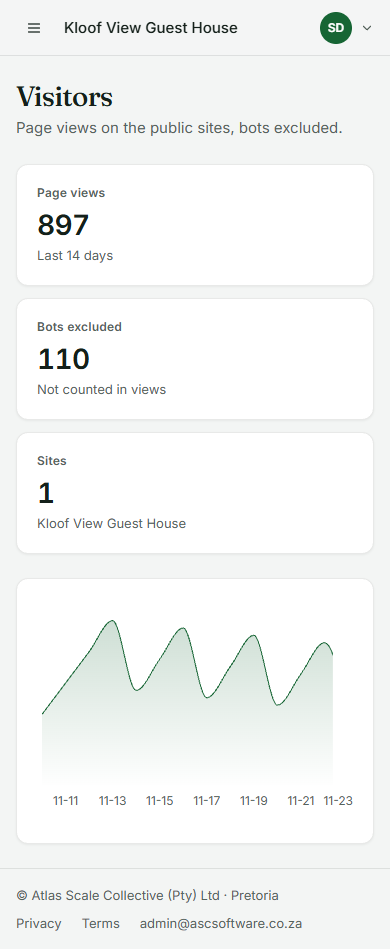 Kloof View Guest House
SD
Visitors
Page views on the public sites, bots excluded.
Page views
897
Last 14 days
Bots excluded
110
Not counted in views
Sites
1
Kloof View Guest House
11-11 11-13 11-15 11-17 11-19 11-21 11-23
© Atlas Scale Collective (Pty) Ltd · Pretoria
Privacy Terms admin@ascsoftware.co.za